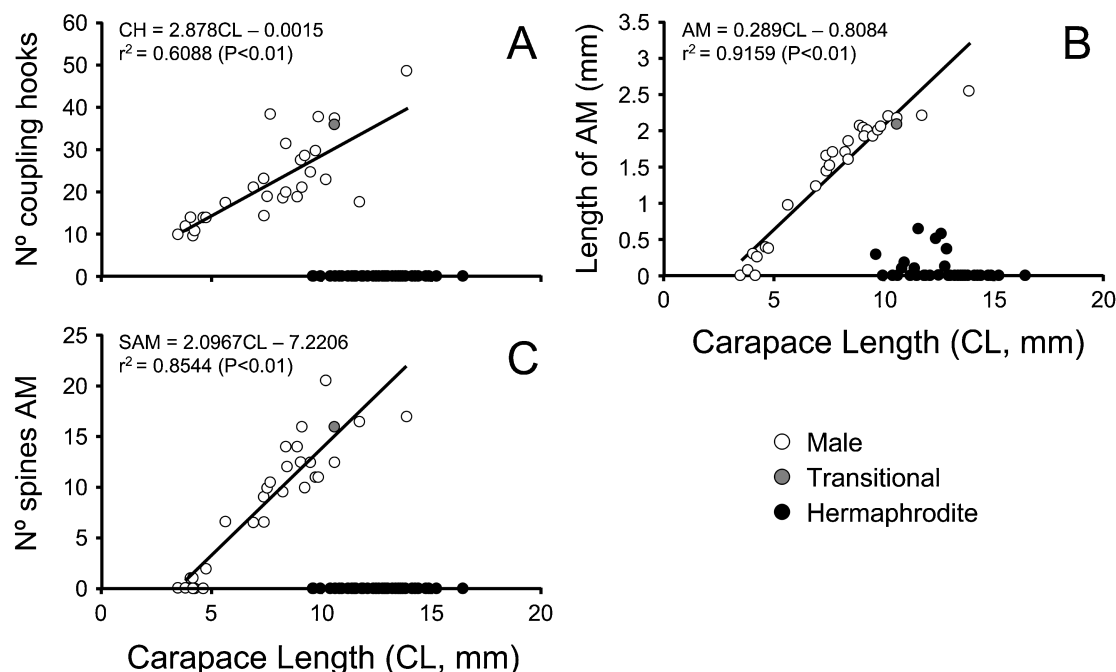 CH = 2.878CL – 0.0015
r² = 0.6088 (P<0.01)
A
Nº coupling hooks
60
50
40
30
20
10
0
AM = 0.289CL – 0.8084
r² = 0.9159 (P<0.01)
B
Length of AM (mm)
3.5
3
2.5
2
1.5
1
0.5
0
0
5
10
15
20
Carapace Length (CL, mm)
SAM = 2.0967CL – 7.2206
r² = 0.8544 (P<0.01)
C
Nº spines AM
25
20
15
10
5
0
0
5
10
15
20
Carapace Length (CL, mm)
Male
Transitional
Hermaphrodite